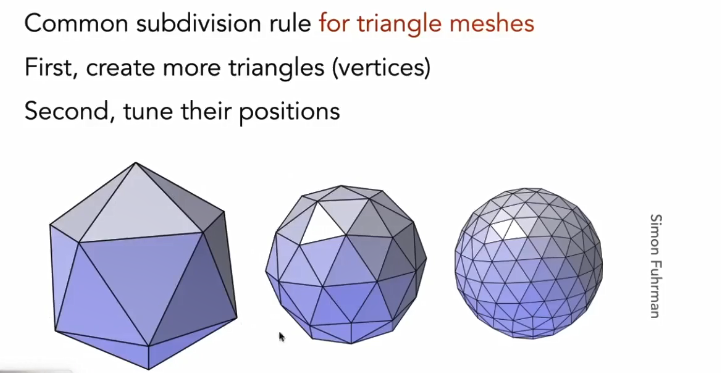 Common subdivision rule for triangle meshes
First, create more triangles (vertices)
Second, tune their positions
Simon Fuhrman